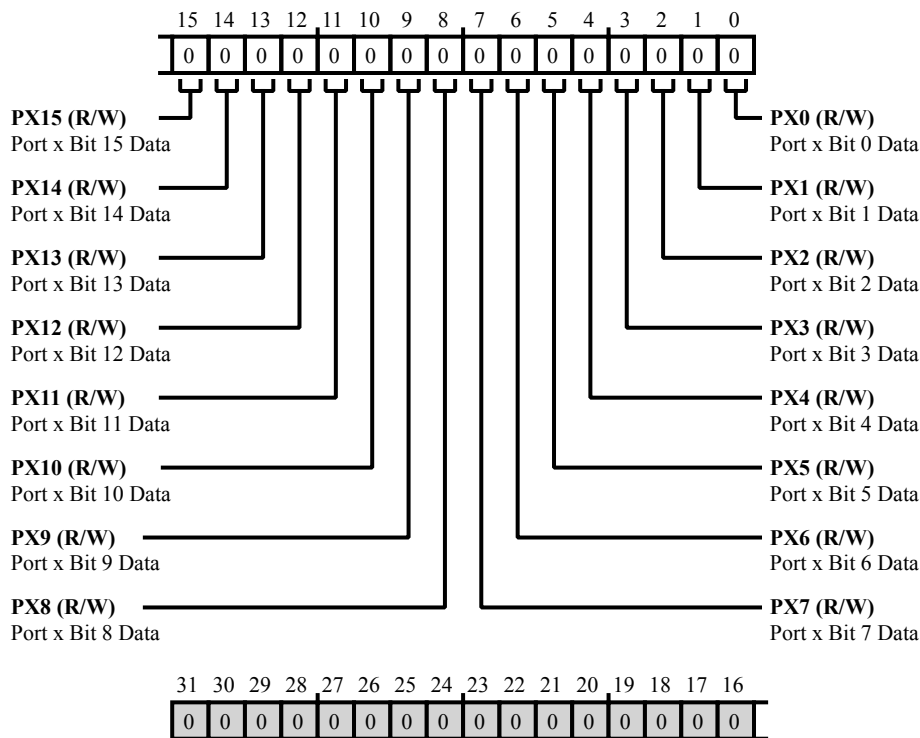 15 14 13 12 11 10 9 8 7 6 5 4 3 2 1 0
0 0 0 0 0 0 0 0 0 0 0 0 0 0 0 0
PX15 (R/W)
Port x Bit 15 Data
PX14 (R/W)
Port x Bit 14 Data
PX13 (R/W)
Port x Bit 13 Data
PX12 (R/W)
Port x Bit 12 Data
PX11 (R/W)
Port x Bit 11 Data
PX10 (R/W)
Port x Bit 10 Data
PX9 (R/W)
Port x Bit 9 Data
PX8 (R/W)
Port x Bit 8 Data
PX0 (R/W)
Port x Bit 0 Data
PX1 (R/W)
Port x Bit 1 Data
PX2 (R/W)
Port x Bit 2 Data
PX3 (R/W)
Port x Bit 3 Data
PX4 (R/W)
Port x Bit 4 Data
PX5 (R/W)
Port x Bit 5 Data
PX6 (R/W)
Port x Bit 6 Data
PX7 (R/W)
Port x Bit 7 Data
31 30 29 28 27 26 25 24 23 22 21 20 19 18 17 16
0 0 0 0 0 0 0 0 0 0 0 0 0 0 0 0